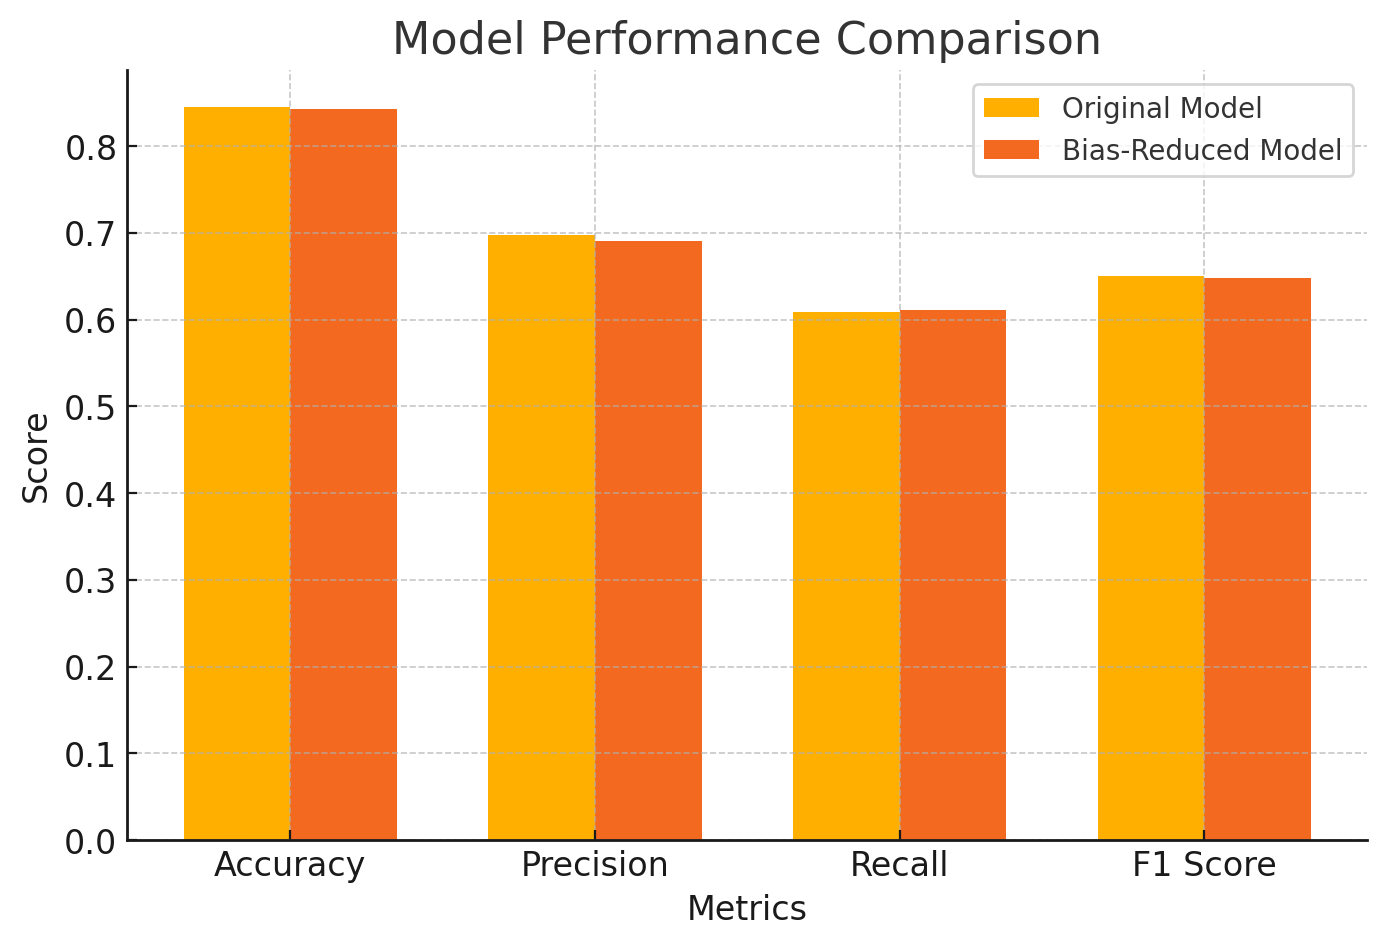 Model Performance Comparison
Original Model
Bias-Reduced Model
Score
0.8
0.7
0.6
0.5
0.4
0.3
0.2
0.1
0.0
Accuracy Precision Recall F1 Score
Metrics